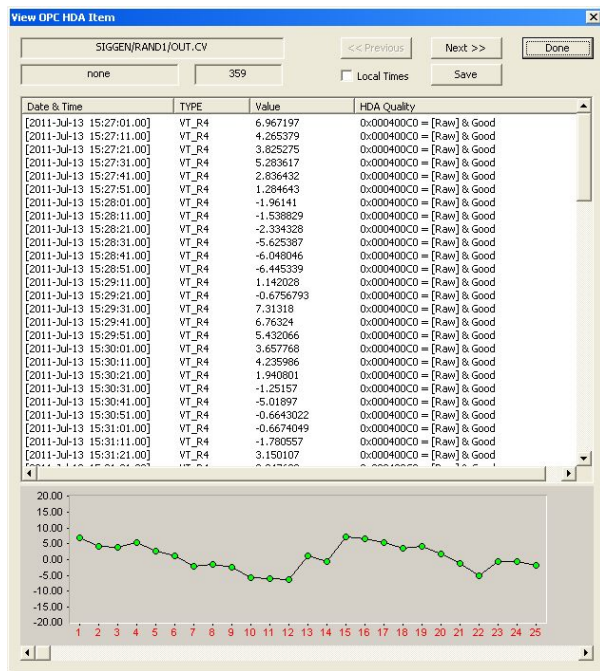 View OPC HDA Item
SIGGEN/RAND1/OUT.CV
<< Previous
Next >>
Done
none
359
Local Times
Save
Date & Time TYPE Value HDA Quality
[2011-Jul-13 15:27:01.00] VT_R4 6.967197 0x000400C0 = [Raw] & Good
[2011-Jul-13 15:27:11.00] VT_R4 4.265379 0x000400C0 = [Raw] & Good
[2011-Jul-13 15:27:21.00] VT_R4 3.825275 0x000400C0 = [Raw] & Good
[2011-Jul-13 15:27:31.00] VT_R4 5.283617 0x000400C0 = [Raw] & Good
[2011-Jul-13 15:27:41.00] VT_R4 2.836432 0x000400C0 = [Raw] & Good
[2011-Jul-13 15:27:51.00] VT_R4 1.284643 0x000400C0 = [Raw] & Good
[2011-Jul-13 15:28:01.00] VT_R4 -1.96141 0x000400C0 = [Raw] & Good
[2011-Jul-13 15:28:11.00] VT_R4 -1.538829 0x000400C0 = [Raw] & Good
[2011-Jul-13 15:28:21.00] VT_R4 -2.334328 0x000400C0 = [Raw] & Good
[2011-Jul-13 15:28:31.00] VT_R4 -5.625387 0x000400C0 = [Raw] & Good
[2011-Jul-13 15:28:41.00] VT_R4 -6.048046 0x000400C0 = [Raw] & Good
[2011-Jul-13 15:28:51.00] VT_R4 -6.445339 0x000400C0 = [Raw] & Good
[2011-Jul-13 15:29:11.00] VT_R4 1.142028 0x000400C0 = [Raw] & Good
[2011-Jul-13 15:29:21.00] VT_R4 -0.6756793 0x000400C0 = [Raw] & Good
[2011-Jul-13 15:29:31.00] VT_R4 7.31318 0x000400C0 = [Raw] & Good
[2011-Jul-13 15:29:41.00] VT_R4 6.76324 0x000400C0 = [Raw] & Good
[2011-Jul-13 15:29:51.00] VT_R4 5.432066 0x000400C0 = [Raw] & Good
[2011-Jul-13 15:30:01.00] VT_R4 3.657768 0x000400C0 = [Raw] & Good
[2011-Jul-13 15:30:11.00] VT_R4 4.235986 0x000400C0 = [Raw] & Good
[2011-Jul-13 15:30:21.00] VT_R4 1.940801 0x000400C0 = [Raw] & Good
[2011-Jul-13 15:30:31.00] VT_R4 -1.25157 0x000400C0 = [Raw] & Good
[2011-Jul-13 15:30:41.00] VT_R4 -5.01897 0x000400C0 = [Raw] & Good
[2011-Jul-13 15:30:51.00] VT_R4 -0.6643022 0x000400C0 = [Raw] & Good
[2011-Jul-13 15:31:01.00] VT_R4 -0.6674049 0x000400C0 = [Raw] & Good
[2011-Jul-13 15:31:11.00] VT_R4 -1.780557 0x000400C0 = [Raw] & Good
[2011-Jul-13 15:31:21.00] VT_R4 3.150107 0x000400C0 = [Raw] & Good
20.00
15.00
10.00
5.00
0.00
-5.00
-10.00
-15.00
-20.00
1 2 3 4 5 6 7 8 9 10 11 12 13 14 15 16 17 18 19 20 21 22 23 24 25